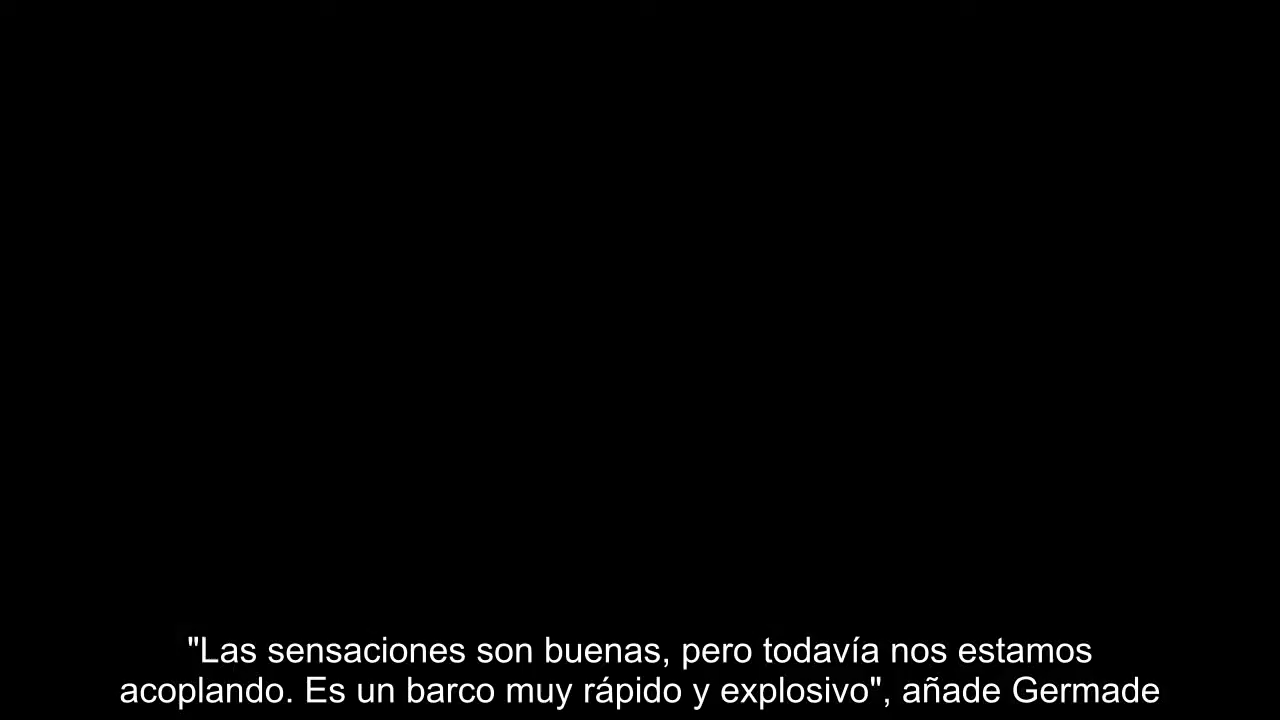 "Las sensaciones son buenas, pero todavía nos estamos
acoplando. Es un barco muy rápido y explosivo", añade Germade